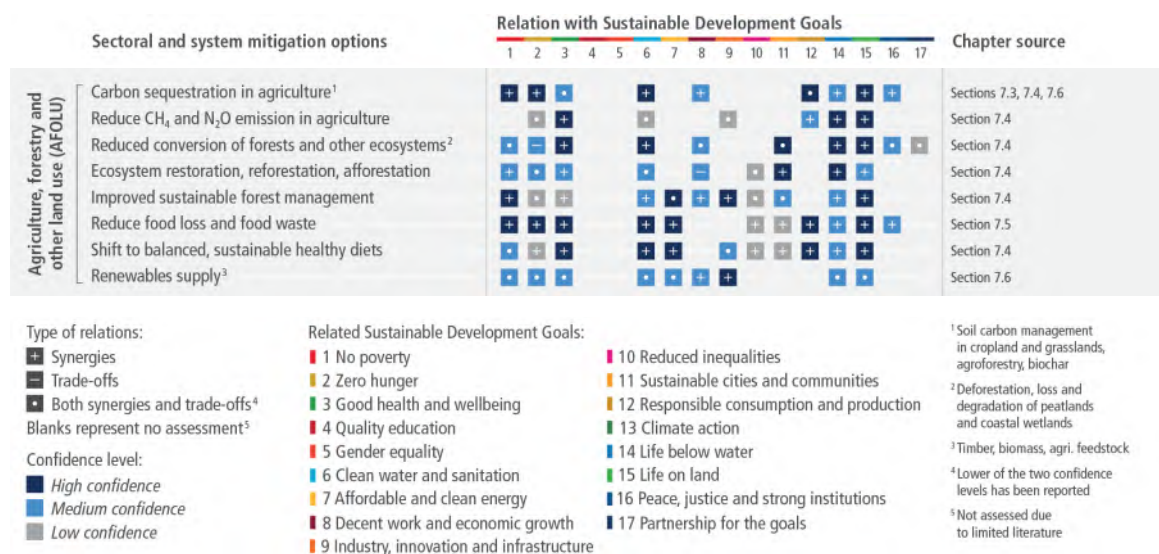 Relation with Sustainable Development Goals
Sectoral and system mitigation options
Chapter source
1 2 3 4 5 6 7 8 9 10 11 12 14 15 16 17
Agriculture, forestry and
other land use (AFOLU)
Carbon sequestration in agriculture¹ Sections 7.3, 7.4, 7.6
Reduce CH₄ and N₂O emission in agriculture Section 7.4
Reduced conversion of forests and other ecosystems² Section 7.4
Ecosystem restoration, reforestation, afforestation Section 7.4
Improved sustainable forest management Section 7.4
Reduce food loss and food waste Section 7.5
Shift to balanced, sustainable healthy diets Section 7.4
Renewables supply³ Section 7.6
Type of relations:
Synergies
Trade-offs
Both synergies and trade-offs⁴
Blanks represent no assessment⁵
Confidence level:
High confidence
Medium confidence
Low confidence
Related Sustainable Development Goals:
1 No poverty
2 Zero hunger
3 Good health and wellbeing
4 Quality education
5 Gender equality
6 Clean water and sanitation
7 Affordable and clean energy
8 Decent work and economic growth
9 Industry, innovation and infrastructure
10 Reduced inequalities
11 Sustainable cities and communities
12 Responsible consumption and production
13 Climate action
14 Life below water
15 Life on land
16 Peace, justice and strong institutions
17 Partnership for the goals
¹ Soil carbon management
in cropland and grasslands,
agroforestry, biochar
² Deforestation, loss and
degradation of peatlands
and coastal wetlands
³ Timber, biomass, agri. feedstock
⁴ Lower of the two confidence
levels has been reported
⁵ Not assessed due
to limited literature